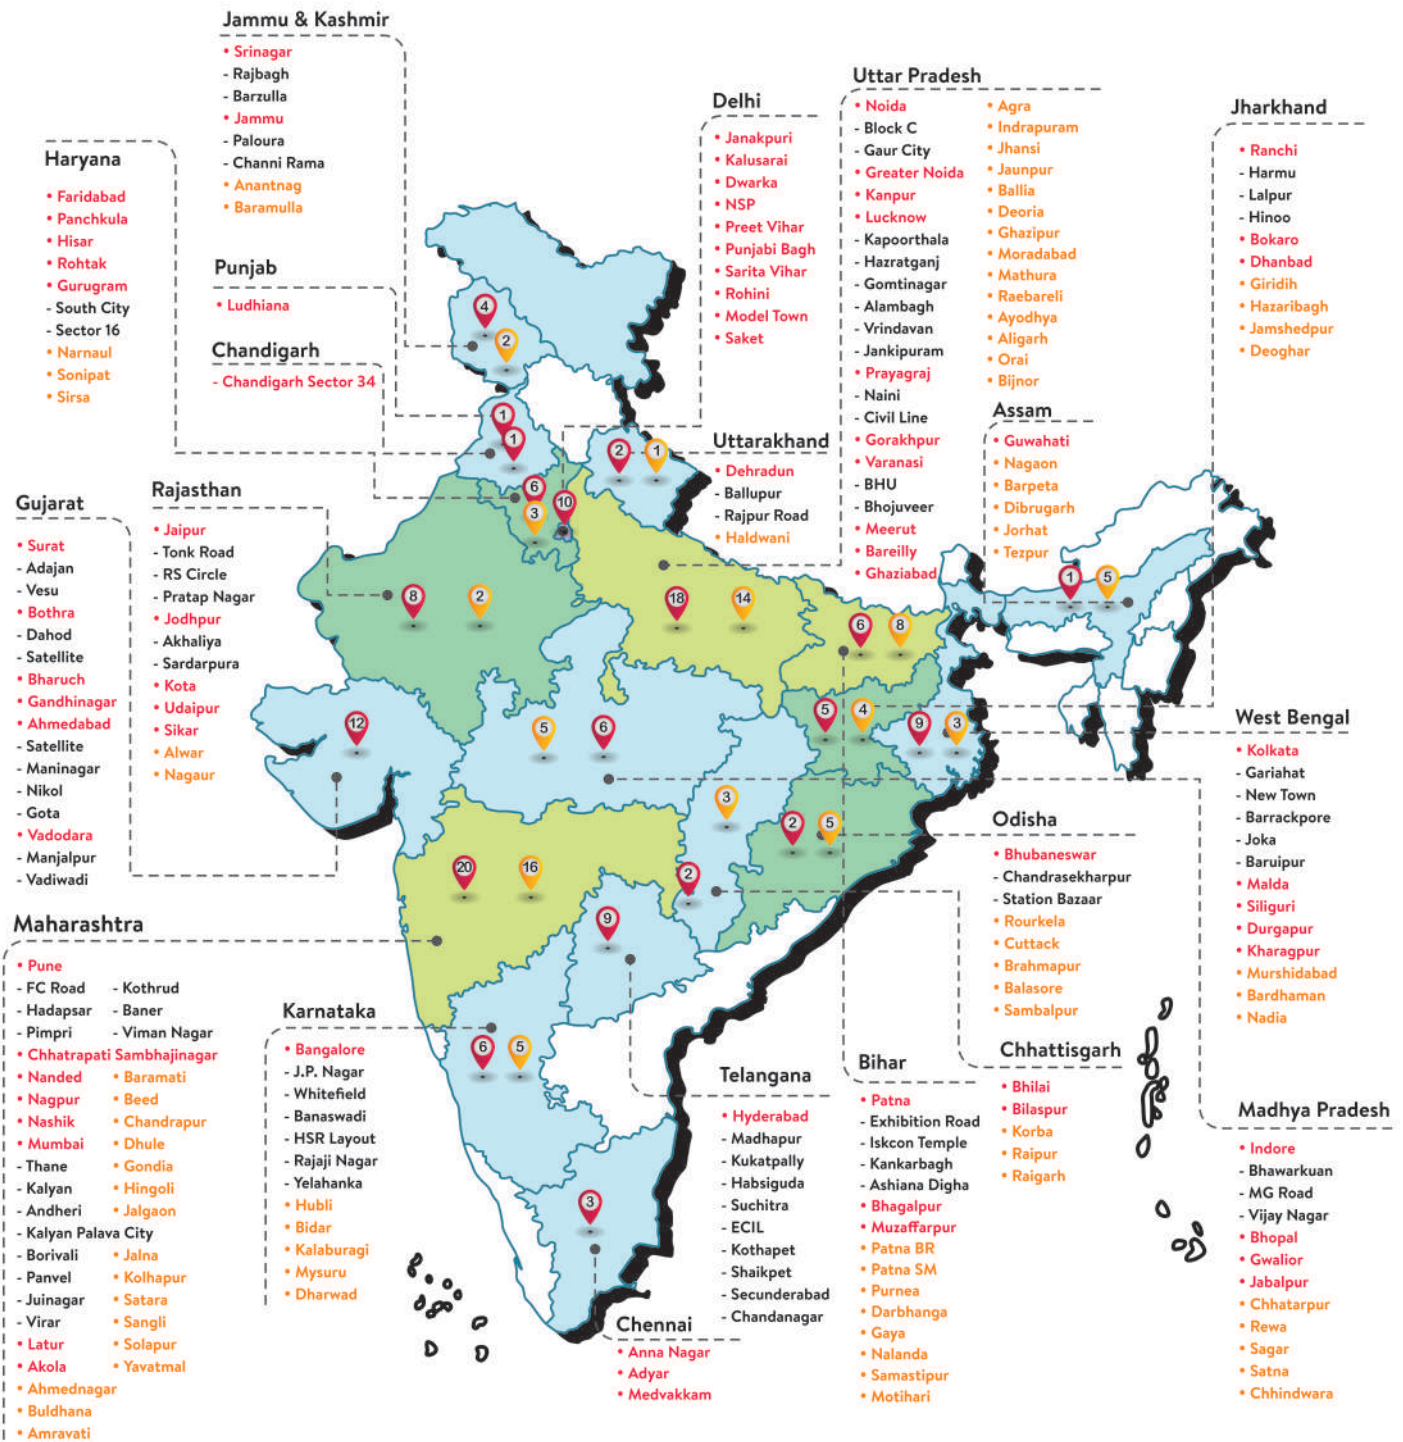 Jammu & Kashmir
• Srinagar
- Rajbagh
- Barzulla
• Jammu
- Paloura
- Channi Rama
• Anantnag
• Baramulla
Haryana
• Faridabad
• Panchkula
• Hisar
• Rohtak
• Gurugram
- South City
- Sector 16
• Narnaul
• Sonipat
• Sirsa
Punjab
• Ludhiana
Chandigarh
- Chandigarh Sector 34
Delhi
• Janakpuri
• Kalusarai
• Dwarka
• NSP
• Preet Vihar
• Punjabi Bagh
• Sarita Vihar
• Rohini
• Model Town
• Saket
Uttar Pradesh
• Noida
- Block C
- Gaur City
• Greater Noida
• Kanpur
• Lucknow
- Kapoorthala
- Hazratganj
- Gomtinagar
- Alambagh
- Vrindavan
- Jankipuram
• Prayagraj
- Naini
- Civil Line
• Gorakhpur
• Varanasi
- BHU
- Bhojuveer
• Meerut
• Bareilly
• Ghaziabad
• Agra
• Indrapuram
• Jhansi
• Jaunpur
• Ballia
• Deoria
• Ghazipur
• Moradabad
• Mathura
• Raebareli
• Ayodhya
• Aligarh
• Orai
• Bijnor
Jharkhand
• Ranchi
- Harmu
- Lalpur
- Hinoo
• Bokaro
• Dhanbad
• Giridih
• Hazaribagh
• Jamshedpur
• Deoghar
Assam
• Guwahati
• Nagaon
• Barpeta
• Dibrugarh
• Jorhat
• Tezpur
Uttarakhand
• Dehradun
- Ballupur
- Rajpur Road
• Haldwani
Gujarat
• Surat
- Adajan
- Vesu
• Bothra
- Dahod
- Satellite
• Bharuch
• Gandhinagar
• Ahmedabad
- Satellite
- Maninagar
- Nikol
- Gota
• Vadodara
- Manjalpur
- Vadiwadi
Rajasthan
• Jaipur
- Tonk Road
- RS Circle
- Pratap Nagar
• Jodhpur
- Akhaliya
- Sardarpura
• Kota
• Udaipur
• Sikar
• Alwar
• Nagaur
4
2
1
1
6
3
10
2
1
8
2
18
14
6
8
1
5
12
5
6
5
4
9
3
3
2
5
20
16
2
9
6
5
3
West Bengal
• Kolkata
- Gariahat
- New Town
- Barrackpore
- Joka
- Baruipur
• Malda
• Siliguri
• Durgapur
• Kharagpur
• Murshidabad
• Bardhaman
• Nadia
Odisha
• Bhubaneswar
- Chandrasekharpur
- Station Bazaar
• Rourkela
• Cuttack
• Brahmapur
• Balasore
• Sambalpur
Maharashtra
• Pune
- FC Road - Kothrud
- Hadapsar - Baner
- Pimpri - Viman Nagar
• Chhatrapati Sambhajinagar
• Nanded • Baramati
• Nagpur • Beed
• Nashik • Chandrapur
• Mumbai • Dhule
- Thane • Gondia
- Kalyan • Hingoli
- Andheri • Jalgaon
- Kalyan Palava City
- Borivali • Jalna
- Panvel • Kolhapur
- Juinagar • Satara
- Virar • Sangli
• Latur • Solapur
• Akola • Yavatmal
• Ahmednagar
• Buldhana
• Amravati
Karnataka
• Bangalore
- J.P. Nagar
- Whitefield
- Banaswadi
- HSR Layout
- Rajaji Nagar
- Yelahanka
• Hubli
• Bidar
• Kalaburagi
• Mysuru
• Dharwad
Chennai
• Anna Nagar
• Adyar
• Medvakkam
Telangana
• Hyderabad
- Madhapur
- Kukatpally
- Habsiguda
- Suchitra
- ECIL
- Kothapet
- Shaikpet
- Secunderabad
- Chandanagar
Bihar
• Patna
- Exhibition Road
- Iskcon Temple
- Kankarbagh
- Ashiana Digha
• Bhagalpur
• Muzaffarpur
• Patna BR
• Patna SM
• Purnea
• Darbhanga
• Gaya
• Nalanda
• Samastipur
• Motihari
Chhattisgarh
• Bhilai
• Bilaspur
• Korba
• Raipur
• Raigarh
Madhya Pradesh
• Indore
- Bhawarkuan
- MG Road
- Vijay Nagar
• Bhopal
• Gwalior
• Jabalpur
• Chhatarpur
• Rewa
• Sagar
• Satna
• Chhindwara